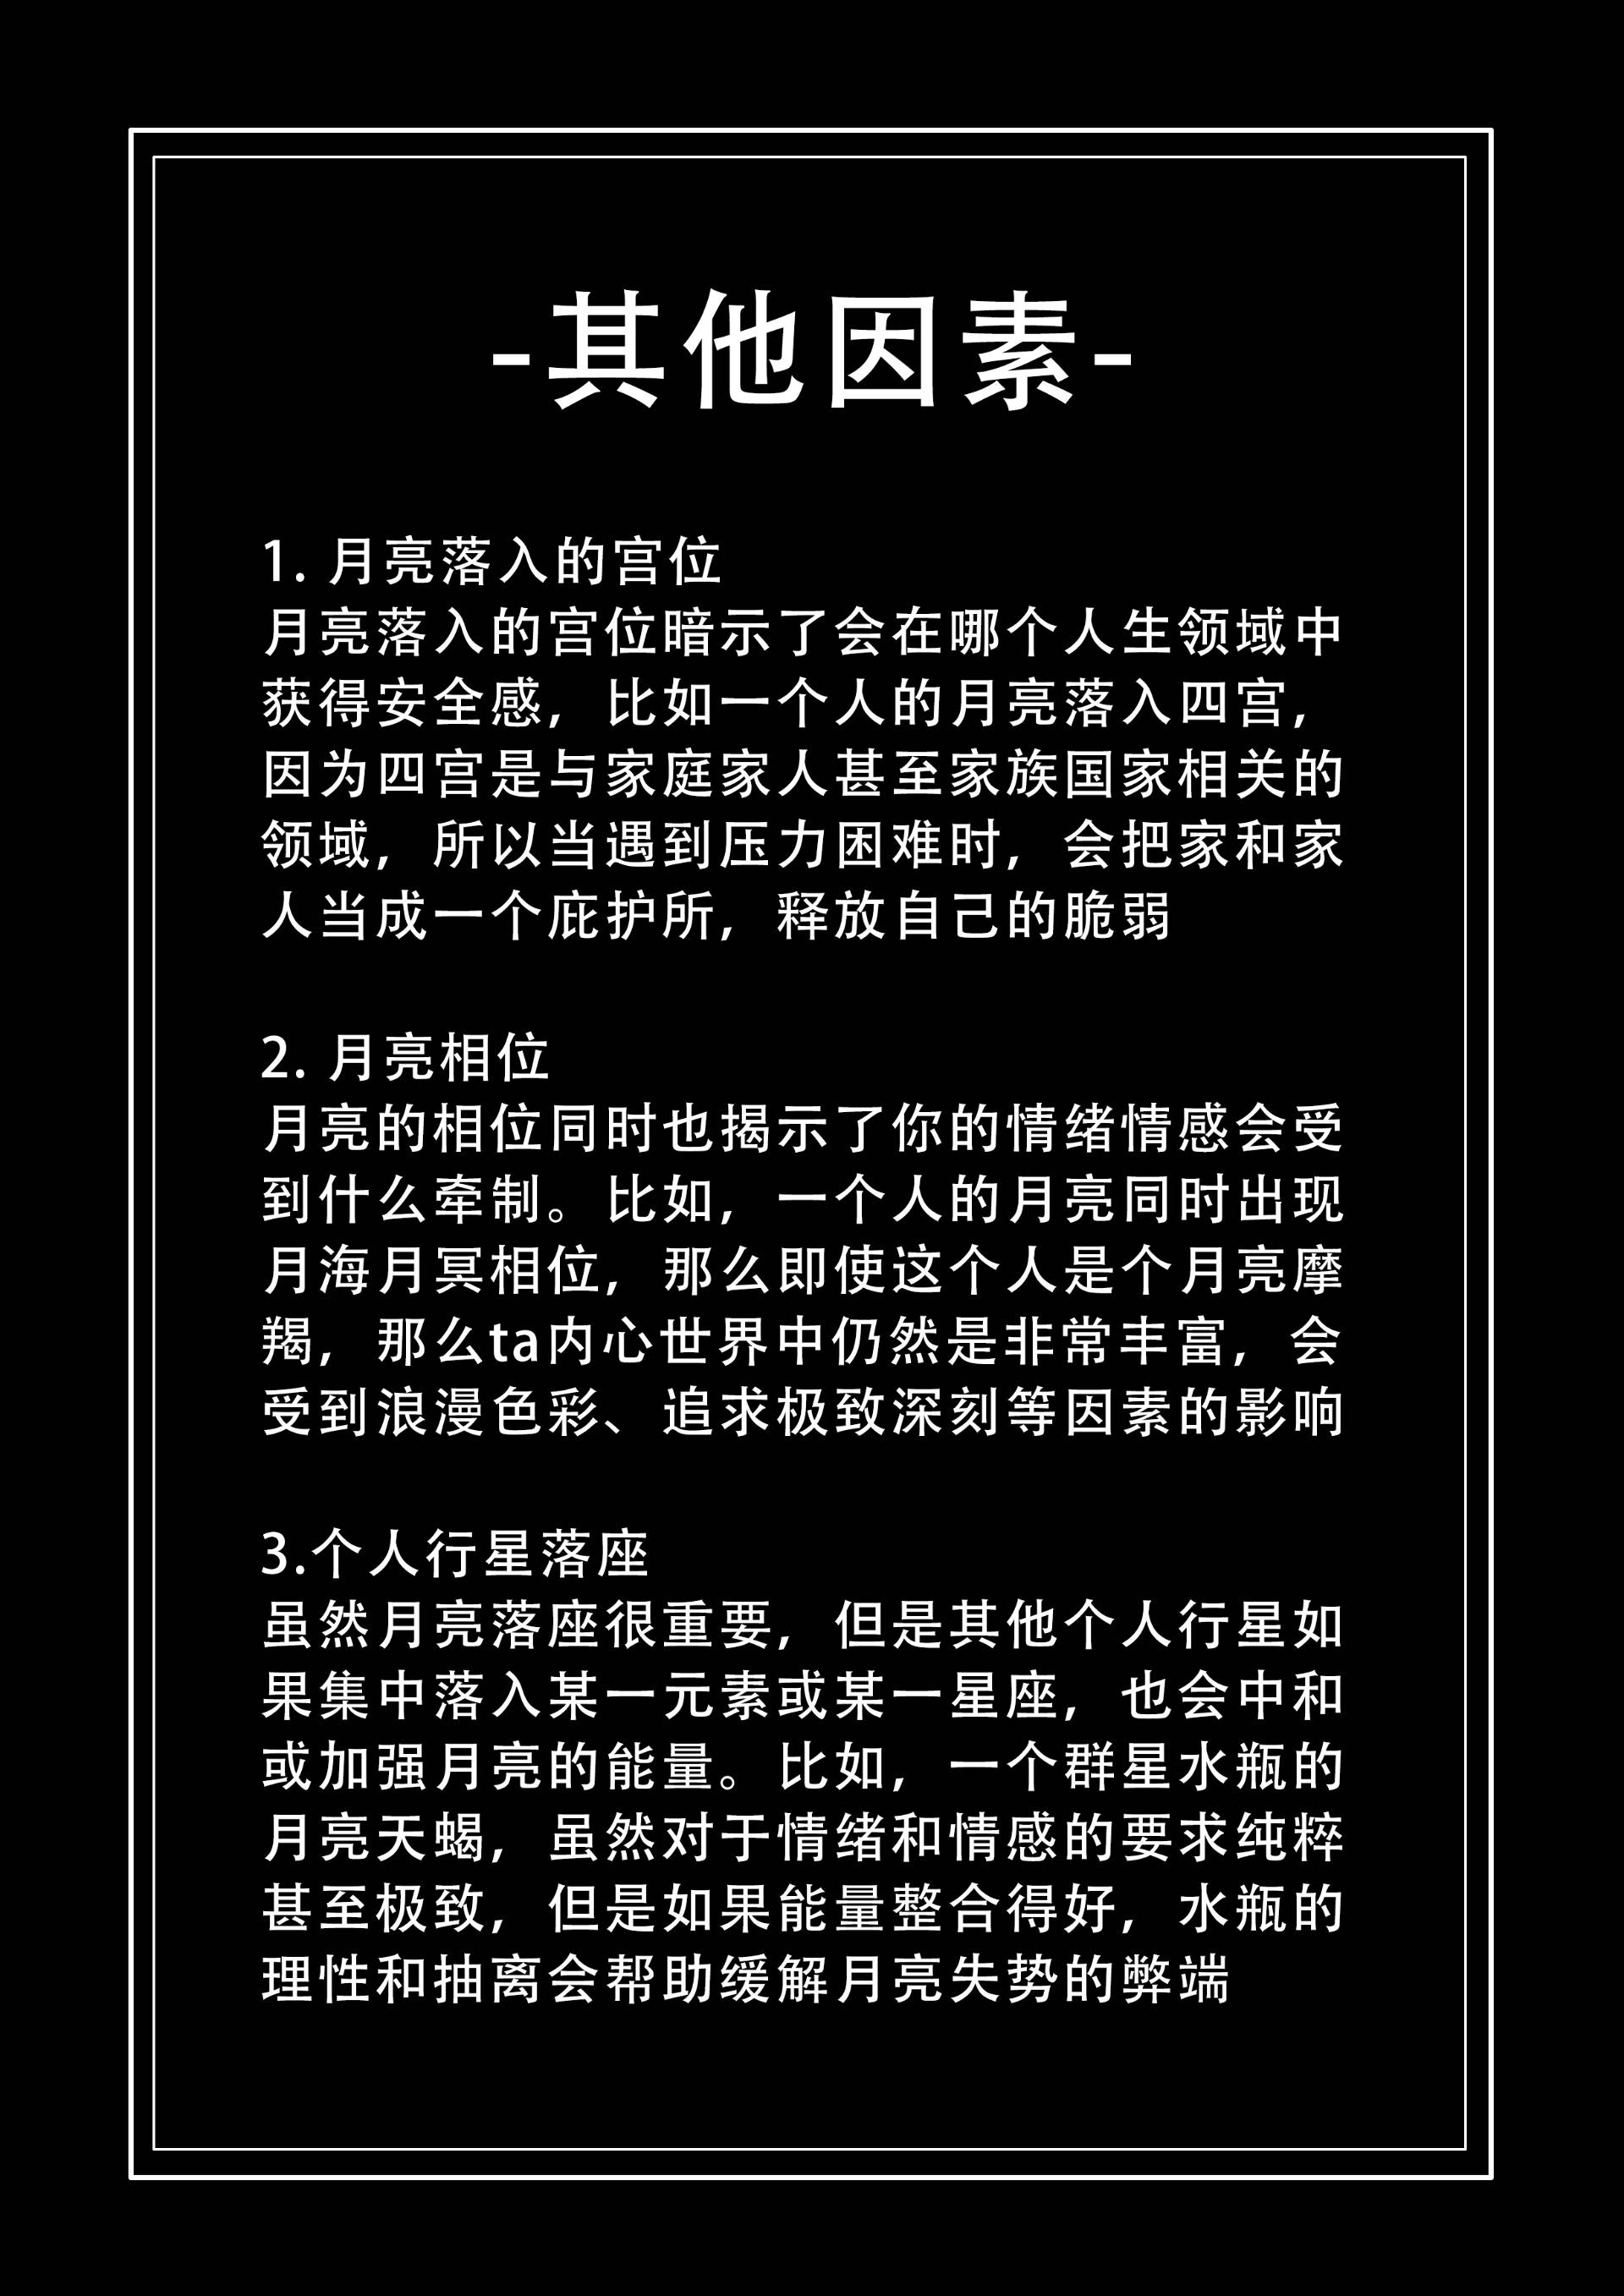 -其他因素-
1. 月亮落入的宫位
月亮落入的宫位暗示了会在哪个人生领域中
获得安全感，比如一个人的月亮落入四宫，
因为四宫是与家庭家人甚至家族国家相关的
领域，所以当遇到压力困难时，会把家和家
人当成一个庇护所，释放自己的脆弱
2. 月亮相位
月亮的相位同时也揭示了你的情绪情感会受
到什么牵制。比如，一个人的月亮同时出现
月海月冥相位，那么即使这个人是个月亮摩
羯，那么ta内心世界中仍然是非常丰富，会
受到浪漫色彩、追求极致深刻等因素的影响
3.个人行星落座
虽然月亮落座很重要，但是其他个人行星如
果集中落入某一元素或某一星座，也会中和
或加强月亮的能量。比如，一个群星水瓶的
月亮天蝎，虽然对于情绪和情感的要求纯粹
甚至极致，但是如果能量整合得好，水瓶的
理性和抽离会帮助缓解月亮失势的弊端